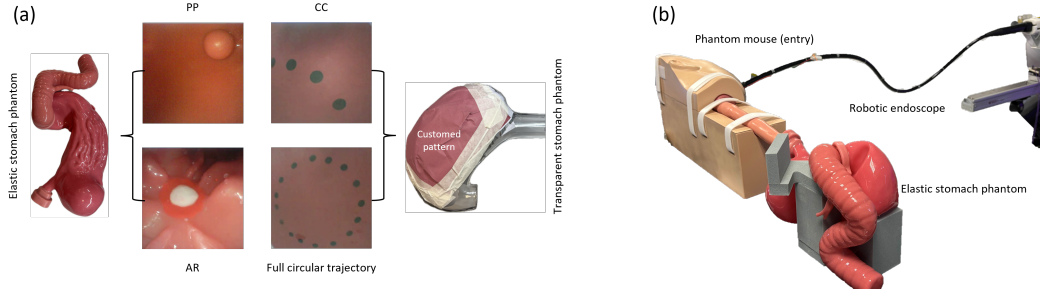 (a)
PP
CC
Elastic stomach phantom
Customed
pattern
Transparent stomach phantom
AR
Full circular trajectory
(b)
Phantom mouse (entry)
Robotic endoscope
Elastic stomach phantom